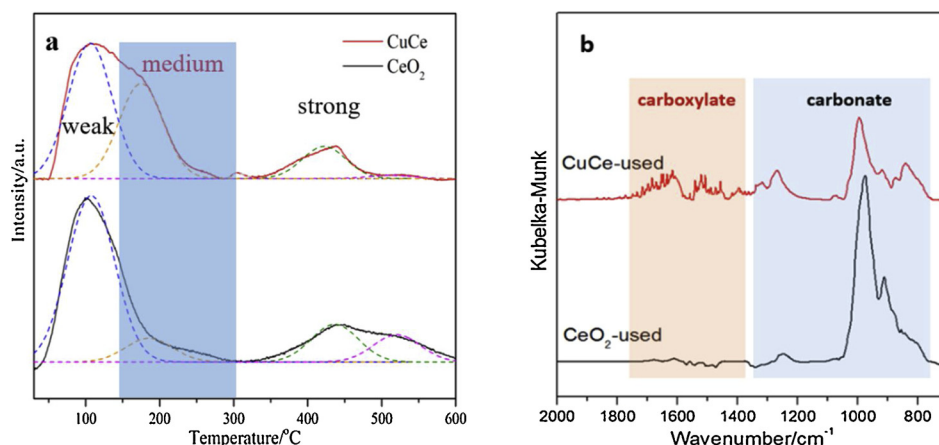 a
CuCe
CeO₂
medium
weak
strong
Intensity/a.u.
100 200 300 400 500 600
Temperature/°C
b
carboxylate
carbonate
CuCe-used
CeO₂-used
Kubelka-Munk
2000 1800 1600 1400 1200 1000 800
Wavenumber/cm⁻¹